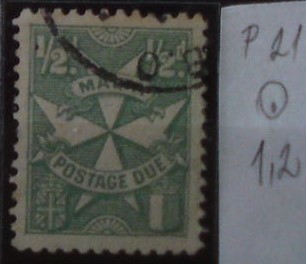 ½d. ½d.
MALTA
POSTAGE DUE
P 21
1,2